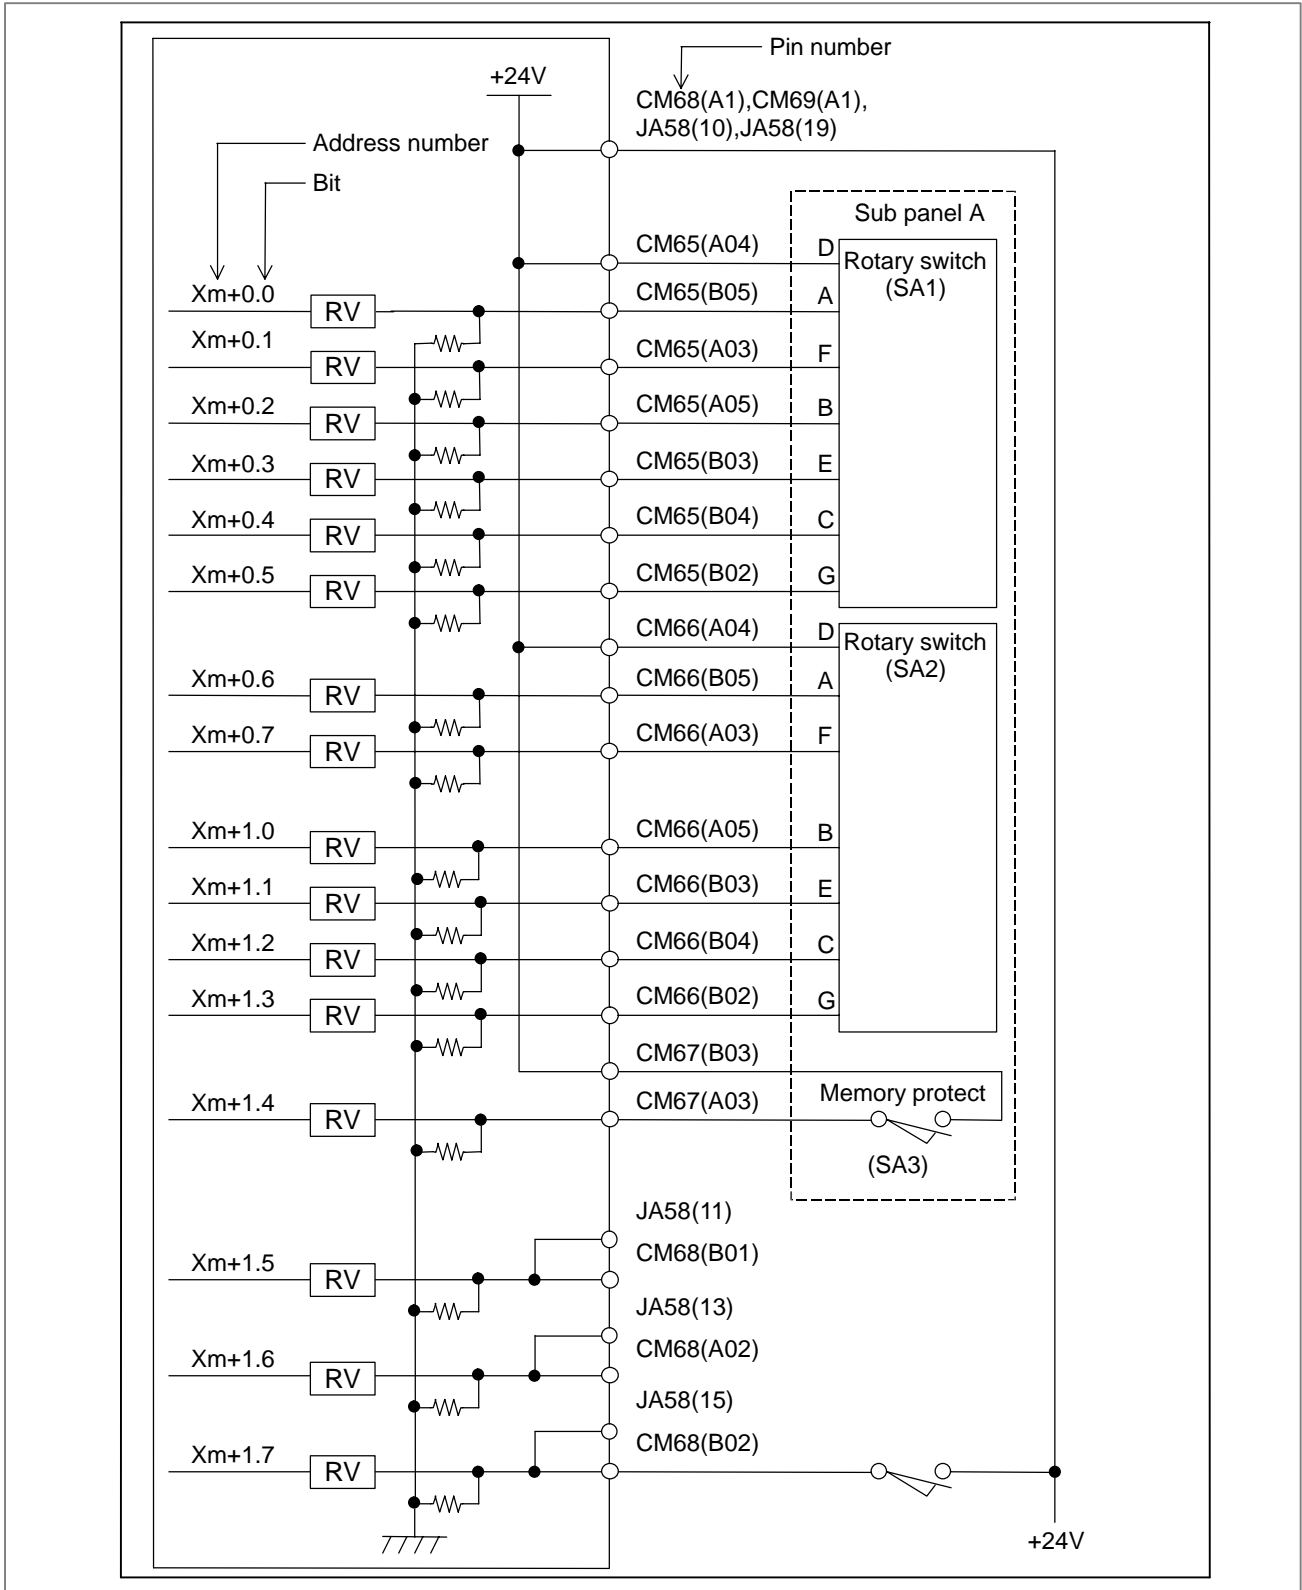 Pin number
+24V
CM68(A1),CM69(A1),
JA58(10),JA58(19)
Address number
Bit
Sub panel A
CM65(A04) D
Rotary switch
(SA1)
Xm+0.0 RV CM65(B05) A
Xm+0.1 RV CM65(A03) F
Xm+0.2 RV CM65(A05) B
Xm+0.3 RV CM65(B03) E
Xm+0.4 RV CM65(B04) C
Xm+0.5 RV CM65(B02) G
CM66(A04) D
Rotary switch
(SA2)
Xm+0.6 RV CM66(B05) A
Xm+0.7 RV CM66(A03) F
Xm+1.0 RV CM66(A05) B
Xm+1.1 RV CM66(B03) E
Xm+1.2 RV CM66(B04) C
Xm+1.3 RV CM66(B02) G
CM67(B03)
Memory protect
Xm+1.4 RV CM67(A03)
(SA3)
JA58(11)
Xm+1.5 RV CM68(B01)
JA58(13)
Xm+1.6 RV CM68(A02)
JA58(15)
Xm+1.7 RV CM68(B02)
+24V